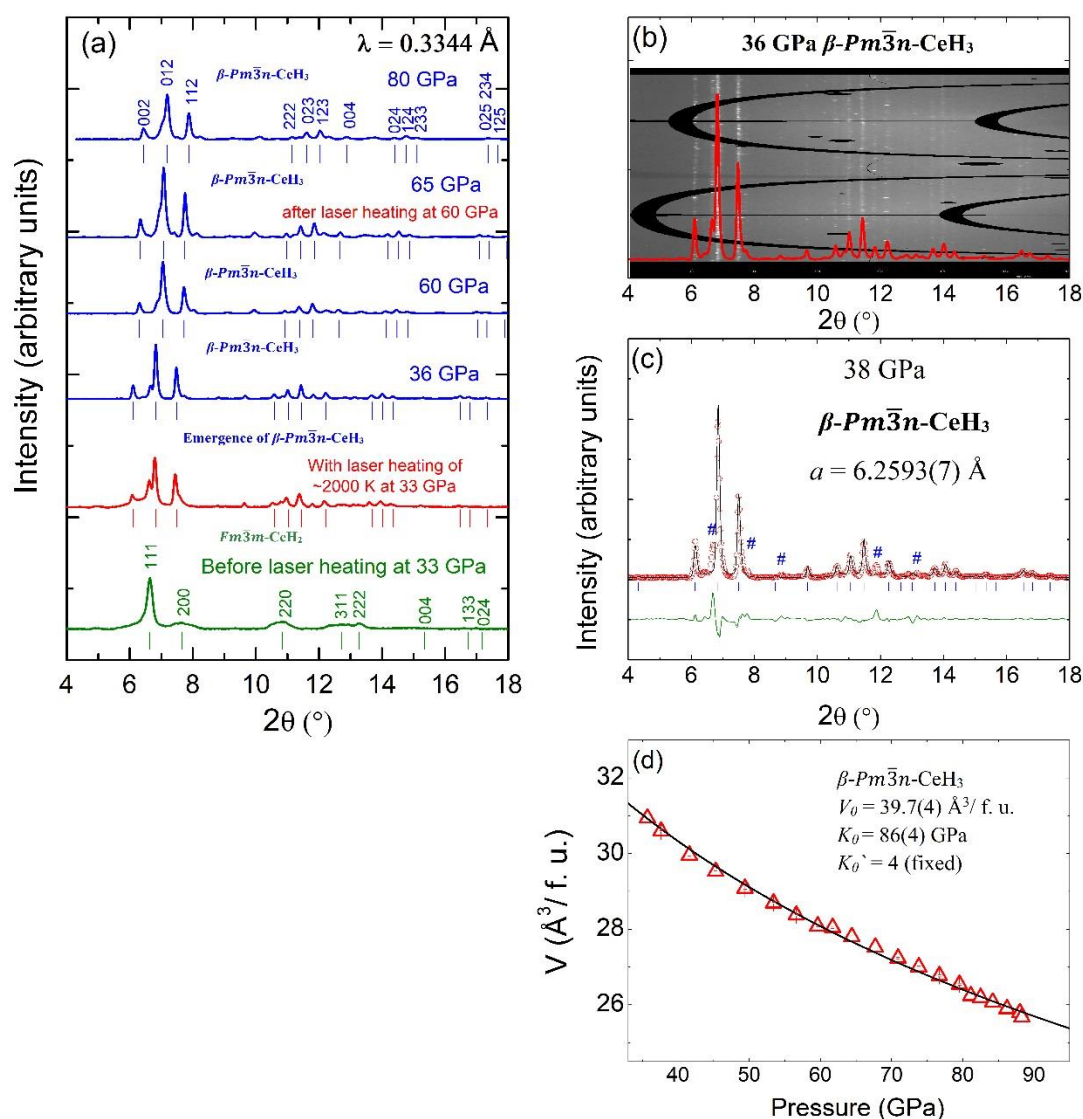 (a)
λ = 0.3344 Å
β-Pm3̅n-CeH₃
80 GPa
002
012
112
222
023
123
004
024
124
233
025
234
125
β-Pm3̅n-CeH₃
65 GPa
after laser heating at 60 GPa
β-Pm3̅n-CeH₃
60 GPa
β-Pm3̅n-CeH₃
36 GPa
Emergence of β-Pm3̅n-CeH₃
With laser heating of
~2000 K at 33 GPa
Fm3̅m-CeH₂
Before laser heating at 33 GPa
111
200
220
311
222
004
133
024
4 6 8 10 12 14 16 18
2θ (°)
Intensity (arbitrary units)
(b)
36 GPa β-Pm3̅n-CeH₃
4 6 8 10 12 14 16 18
2θ (°)
(c)
38 GPa
β-Pm3̅n-CeH₃
a = 6.2593(7) Å
# # # # #
Intensity (arbitrary units)
4 6 8 10 12 14 16 18
2θ (°)
(d)
β-Pm3̅n-CeH₃
V₀ = 39.7(4) Å³/ f. u.
K₀ = 86(4) GPa
K₀` = 4 (fixed)
V (Å³/ f. u.)
32
30
28
26
40 50 60 70 80 90
Pressure (GPa)